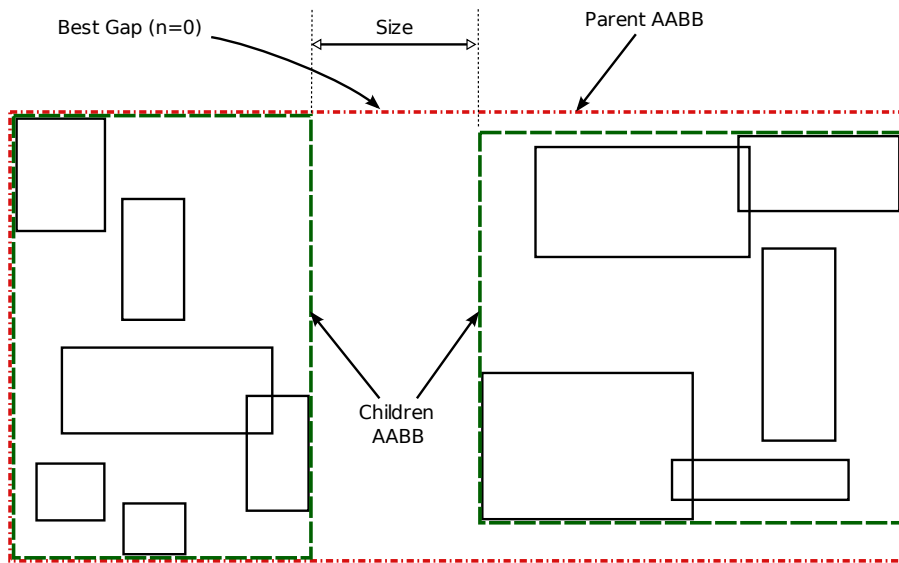 Best Gap (n=0)
Size
Parent AABB
Children
AABB